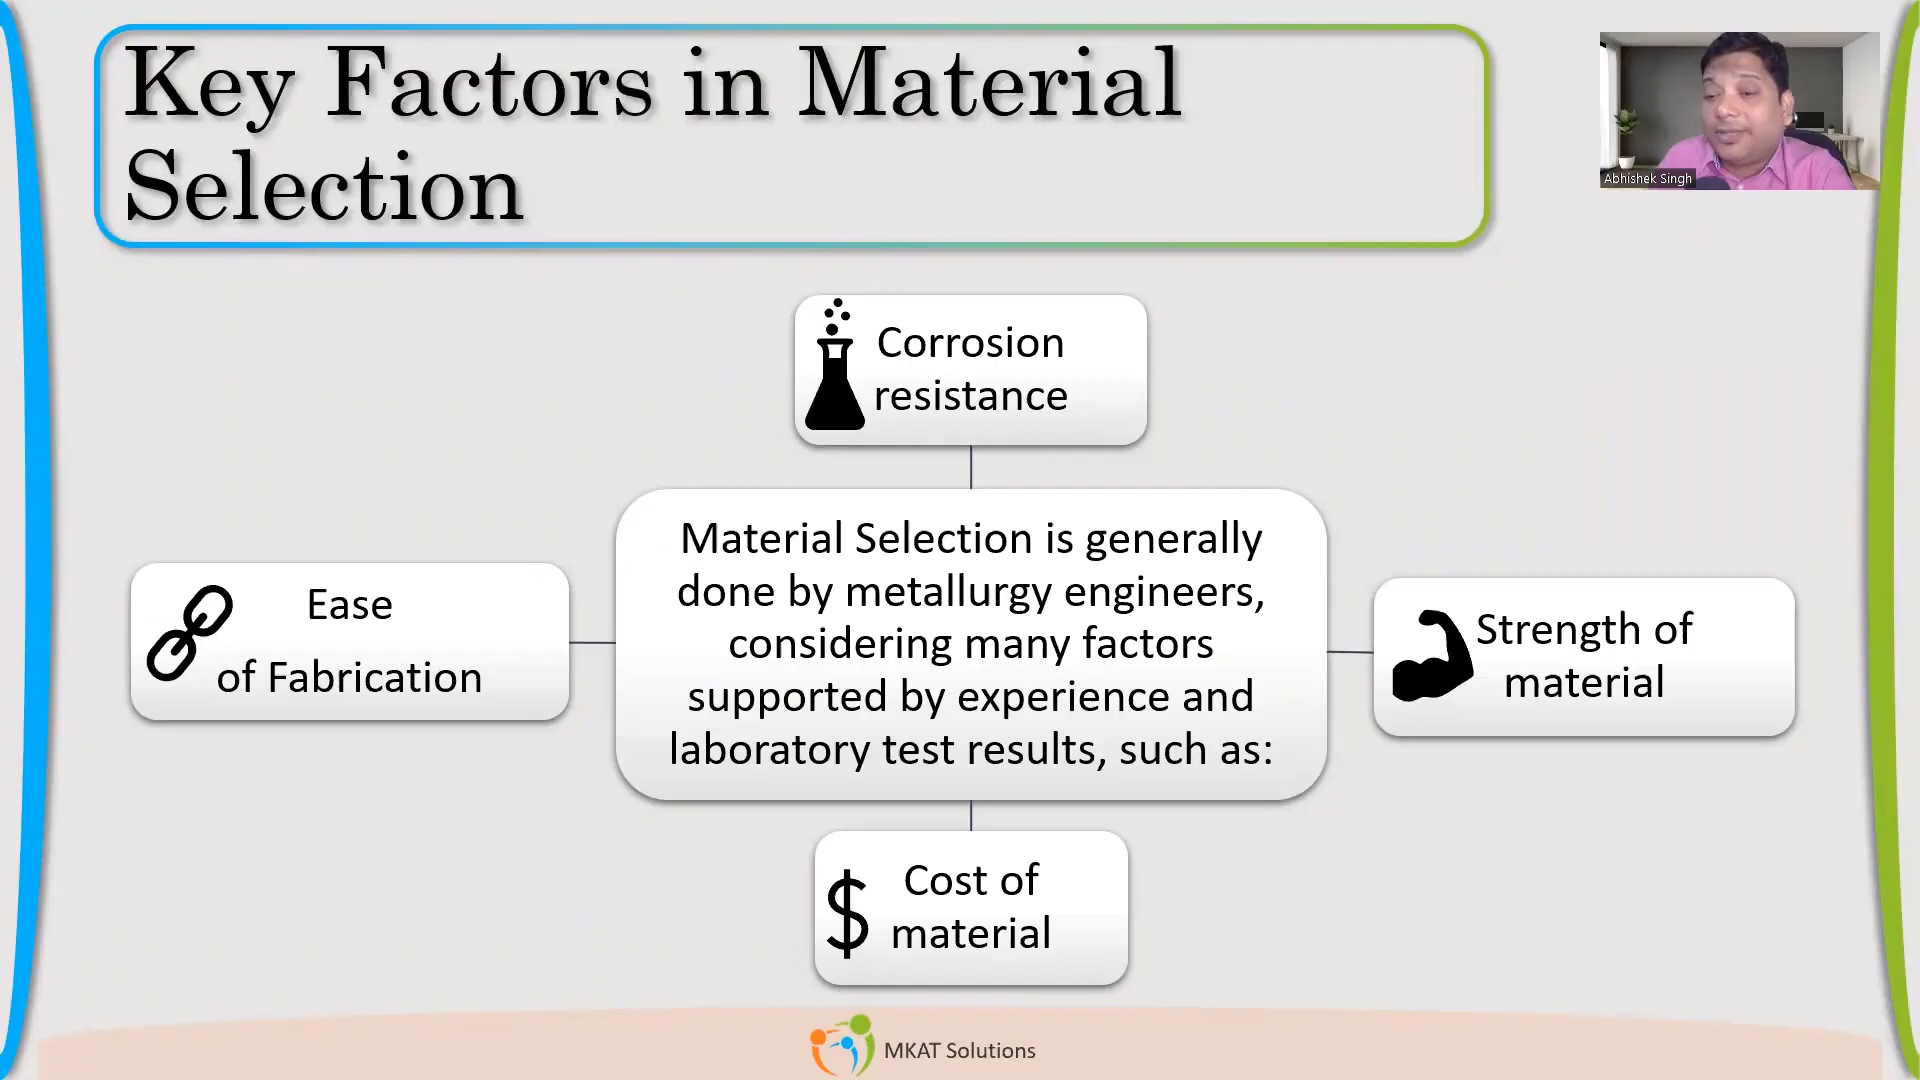 Key Factors in Material
Selection
Abhishek Singh
Corrosion
resistance
Ease
of Fabrication
Material Selection is generally
done by metallurgy engineers,
considering many factors
supported by experience and
laboratory test results, such as:
Strength of
material
$
Cost of
material
MKAT Solutions